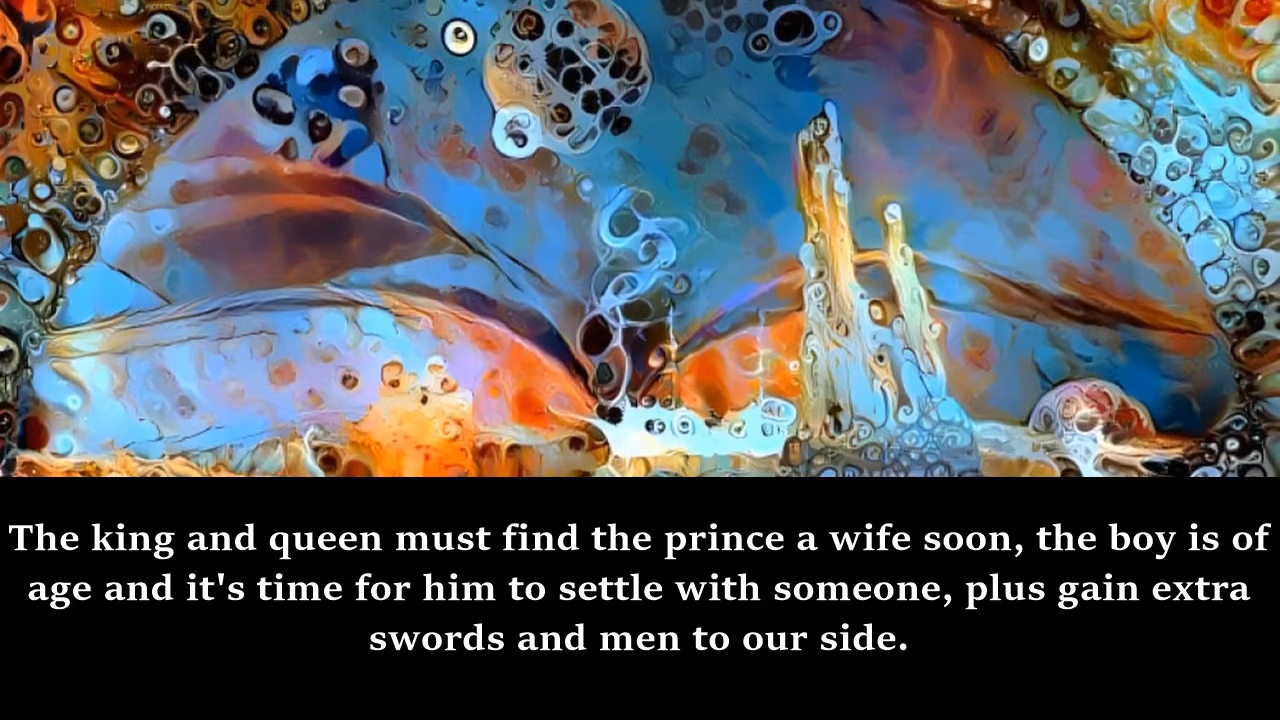 The king and queen must find the prince a wife soon, the boy is of
age and it's time for him to settle with someone, plus gain extra
swords and men to our side.